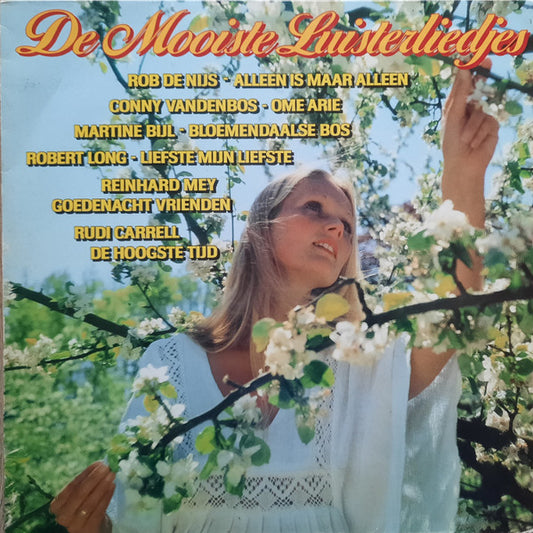 De Mooiste Luisterliedjes
ROB DE NIJS - ALLEEN IS MAAR ALLEEN
CONNY VANDENBOS - OME ARIE
MARTINE BIJL - BLOEMENDAALSE BOS
ROBERT LONG - LIEFSTE MIJN LIEFSTE
REINHARD MEY
GOEDENACHT VRIENDEN
RUDI CARRELL
DE HOOGSTE TIJD